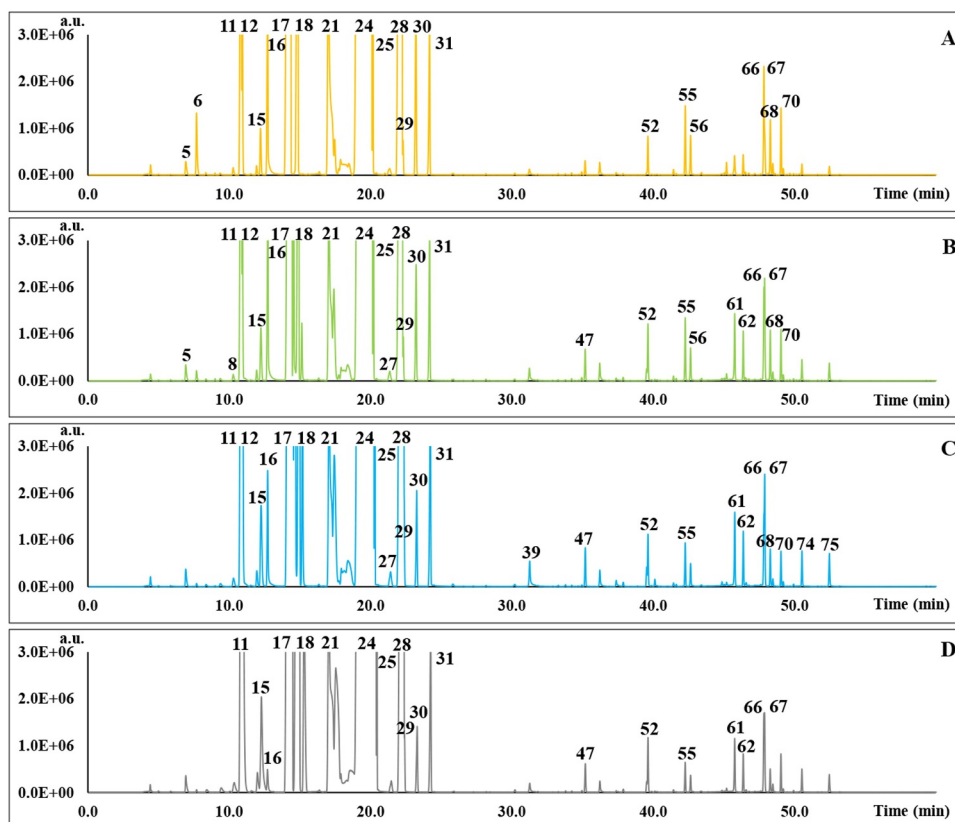 a.u. 11 12 17 18 21 24 28 30 A
3.0E+06 16 25 31
6 66 67
2.0E+06
55 70
15 29 68
1.0E+06 52 56
5
0.0E+00
0.0 10.0 20.0 30.0 40.0 50.0 Time (min)
a.u. 11 12 17 18 21 24 28 B
3.0E+06 16 25 30 31
66 67
2.0E+06
61
15 29 52 55 62 68
1.0E+06 47 56 70
5 8 27
0.0E+00
0.0 10.0 20.0 30.0 40.0 50.0 Time (min)
a.u. 11 12 17 18 21 24 28 C
3.0E+06 16 25 31
30 66 67
2.0E+06
15 61
29 52 62
1.0E+06 47 55 68 70 74 75
27 39
0.0E+00
0.0 10.0 20.0 30.0 40.0 50.0 Time (min)
a.u. 11 17 18 21 24 28 D
3.0E+06 25 31
15
2.0E+06 30 66 67
29 52 61
1.0E+06 16 47 55 62
0.0E+00
0.0 10.0 20.0 30.0 40.0 50.0 Time (min)